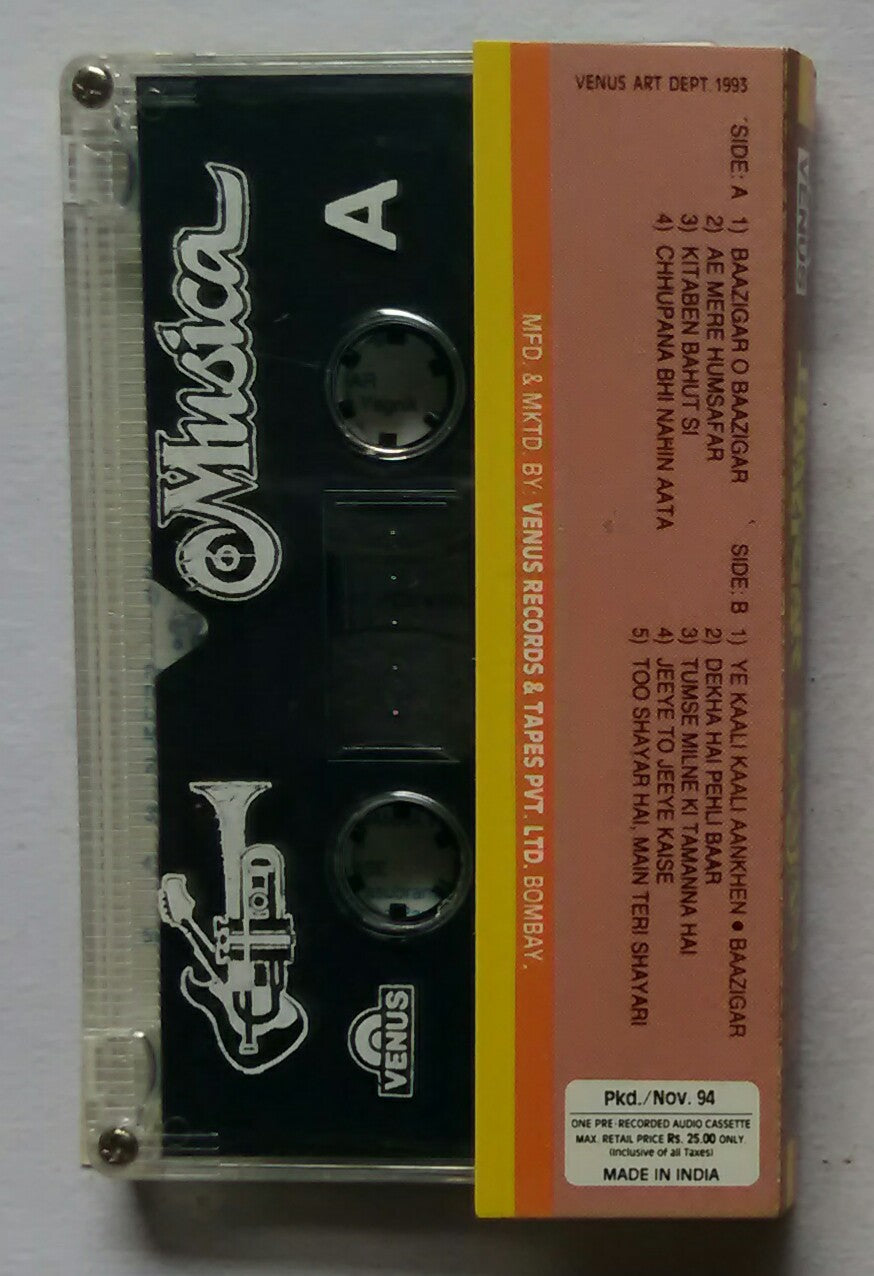 VENUS ART DEPT. 1993
SIDE: A
1) BAAZIGAR O BAAZIGAR
2) AE MERE HUMSAFAR
3) KITABEN BAHUT SI
4) CHHUPANA BHI NAHIN AATA
SIDE: B
1) YE KAALI KAALI AANKHEN • BAAZIGAR
2) DEKHA HAI PEHLI BAAR
3) TUMSE MILNE KI TAMANNA HAI
4) JEEYE TO JEEYE KAISE
5) TOO SHAYAR HAI, MAIN TERI SHAYARI
MFD. & MKTD. BY: VENUS RECORDS & TAPES PVT. LTD. BOMBAY.
Pkd./Nov. 94
ONE PRE-RECORDED AUDIO CASSETTE
MAX. RETAIL PRICE Rs. 25.00 ONLY.
(Inclusive of all Taxes)
MADE IN INDIA
A
Musica
VENUS
VENUS